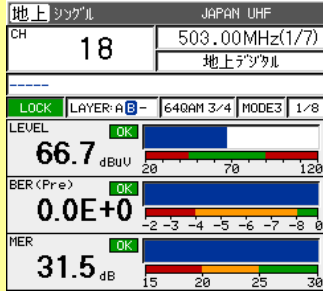 地上 シングル JAPAN UHF
CH 18 503.00MHz(1/7)
地上デジタル
-----
LOCK LAYER:A B - 64QAM 3/4 MODE3 1/8
LEVEL OK
66.7 dBuV
20 70 120
BER(Pre) OK
0.0E+0
-2 -3 -4 -5 -6 -7 -8 0
MER OK
31.5 dB
15 20 25 30